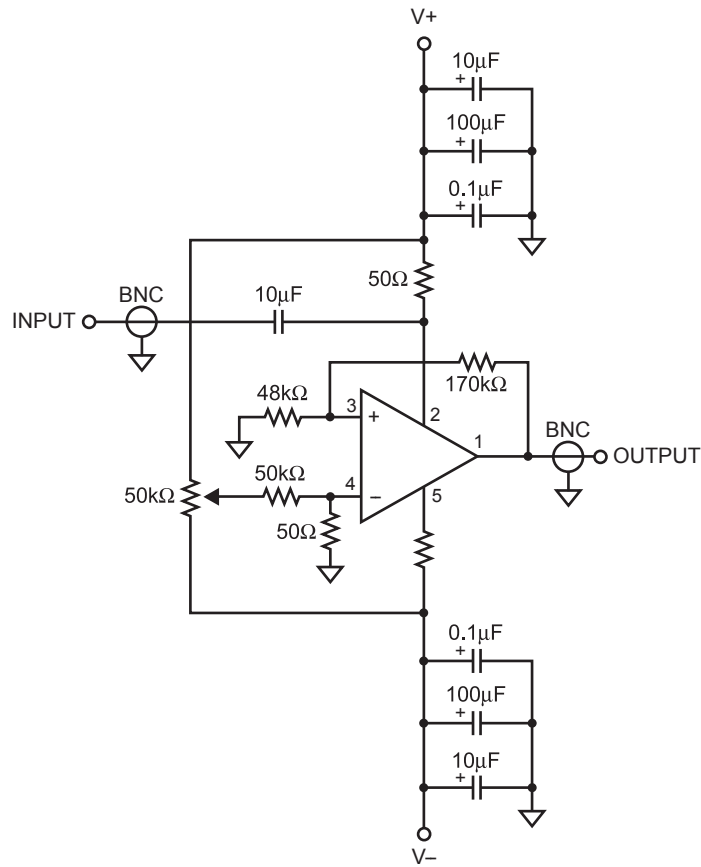 V+
+ 10µF
100µF
+
0.1µF
+
50Ω
BNC
10µF
INPUT
170kΩ
48kΩ
3
+
2
1
BNC
OUTPUT
50kΩ
4
50kΩ
–
5
50Ω
0.1µF
+
100µF
+
10µF
+
V–